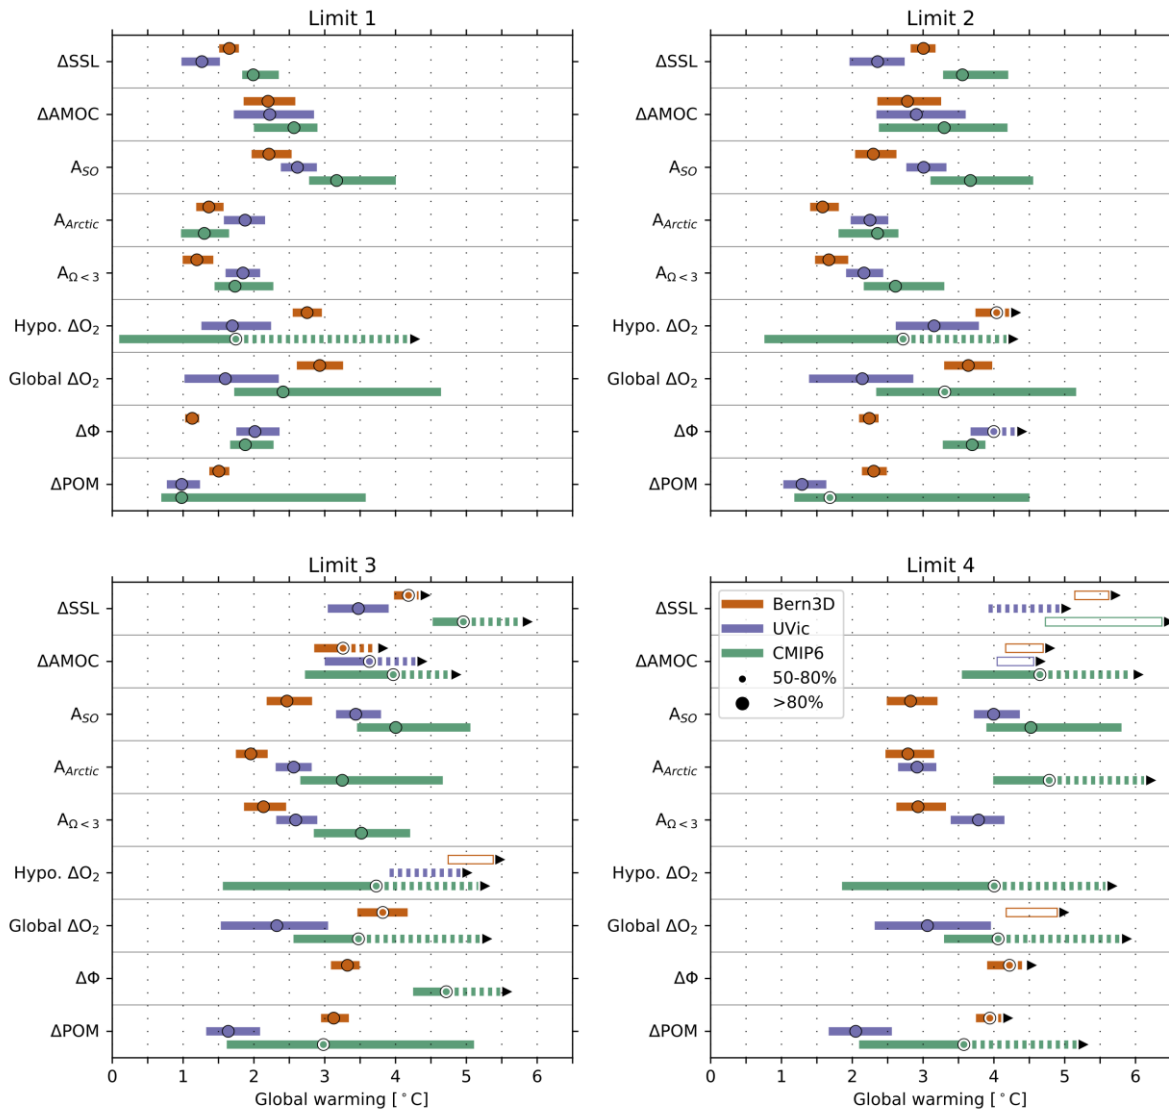 Limit 1
ΔSSL
ΔAMOC
A_SO
A_Arctic
A_Ω<3
Hypo. ΔO₂
Global ΔO₂
ΔΦ
ΔPOM
Limit 2
ΔSSL
ΔAMOC
A_SO
A_Arctic
A_Ω<3
Hypo. ΔO₂
Global ΔO₂
ΔΦ
ΔPOM
Limit 3
ΔSSL
ΔAMOC
A_SO
A_Arctic
A_Ω<3
Hypo. ΔO₂
Global ΔO₂
ΔΦ
ΔPOM
0 1 2 3 4 5 6
Global warming [°C]
Limit 4
Bern3D
UVic
CMIP6
50-80%
>80%
ΔSSL
ΔAMOC
A_SO
A_Arctic
A_Ω<3
Hypo. ΔO₂
Global ΔO₂
ΔΦ
ΔPOM
0 1 2 3 4 5 6
Global warming [°C]